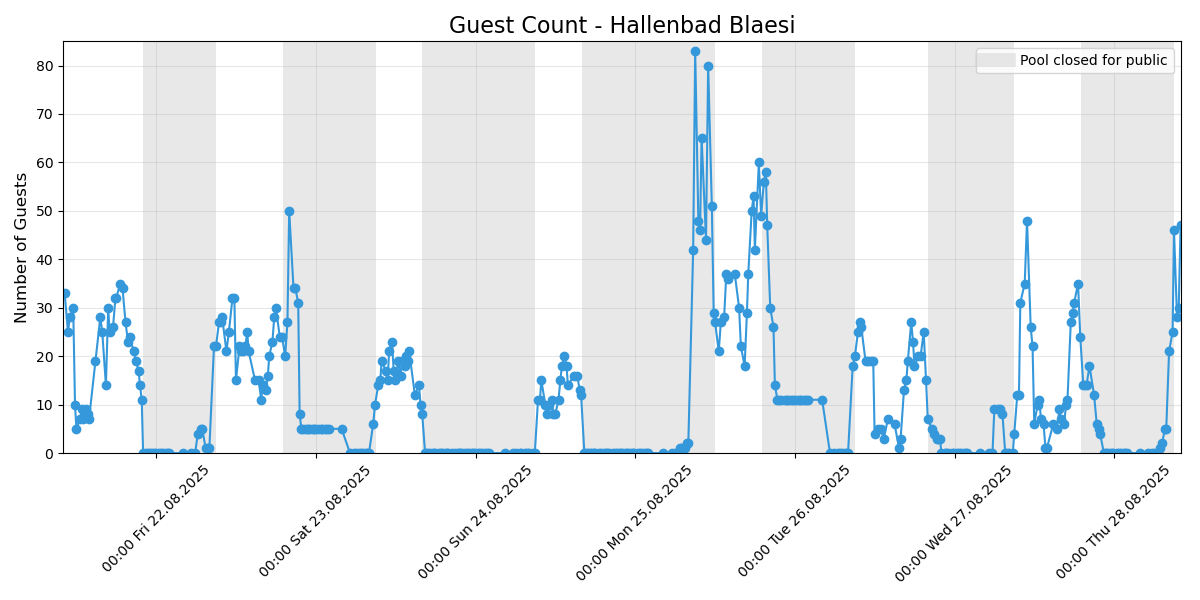 Guest Count - Hallenbad Blaesi
Pool closed for public
Number of Guests
80
70
60
50
40
30
20
10
0
00:00 Fri 22.08.2025
00:00 Sat 23.08.2025
00:00 Sun 24.08.2025
00:00 Mon 25.08.2025
00:00 Tue 26.08.2025
00:00 Wed 27.08.2025
00:00 Thu 28.08.2025